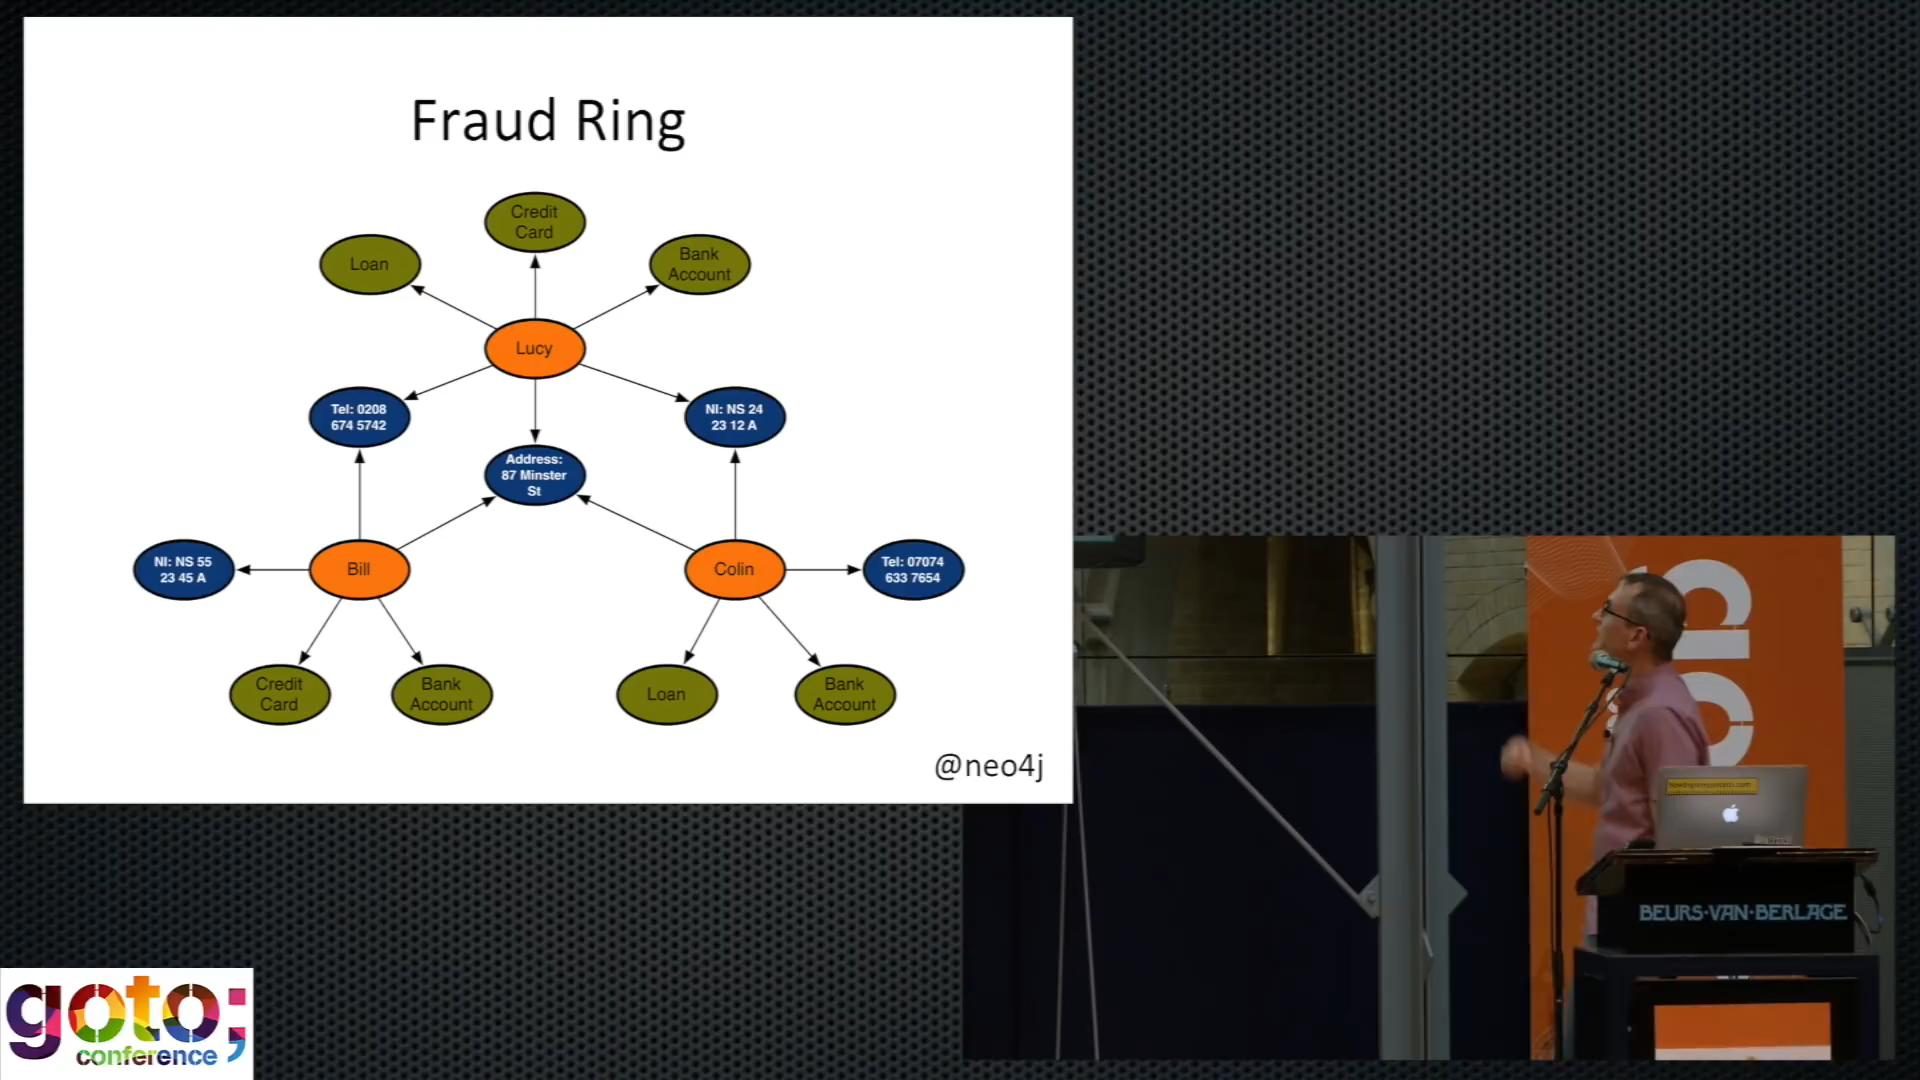 Fraud Ring
Credit
Card
Loan
Bank
Account
Lucy
Tel: 0208
674 5742
NI: NS 24
23 12 A
Address:
87 Minster
St
NI: NS 55
23 45 A
Bill
Colin
Tel: 07074
633 7654
Credit
Card
Bank
Account
Loan
Bank
Account
@neo4j
BEURS·VAN·BERLAGE
goto;
conference